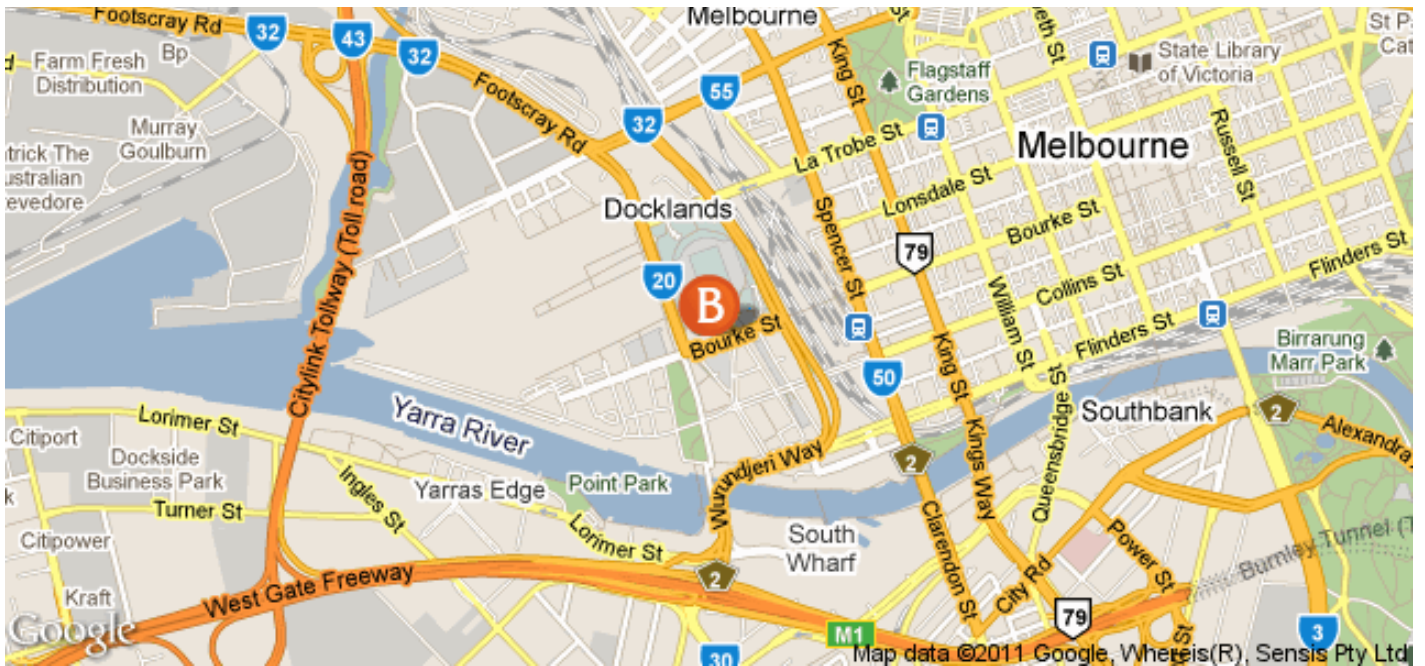 Footscray Rd
32
43
32
Melbourne
Farm Fresh
Distribution
Bp
Footscray Rd
55
King St
Flagstaff
Gardens
State Library
of Victoria
St P
Cat
Murray
Goulburn
32
La Trobe St
Melbourne
Russell St
trick The
ustralian
evedore
Citylink Tollway (Toll road)
Docklands
Lonsdale St
Spencer St
Bourke St
79
20
B
Bourke St
William St
Collins St
Flinders St
Flinders St
Birrarung
Marr Park
50
King St
Kings Way
Lorimer St
Yarra River
Southbank
2
Alexandra
Queensbridge St
Citiport
Dockside
Business Park
Wurundjeri Way
2
Ingles St
Yarras Edge
Point Park
Turner St
Lorimer St
South
Wharf
Clarendon St
Power St
Burnley Tunnel (T
Citipower
City Rd
West Gate Freeway
2
Kraft
79
Google
M1
30
3
Map data ©2011 Google, Whereis(R), Sensis Pty Ltd